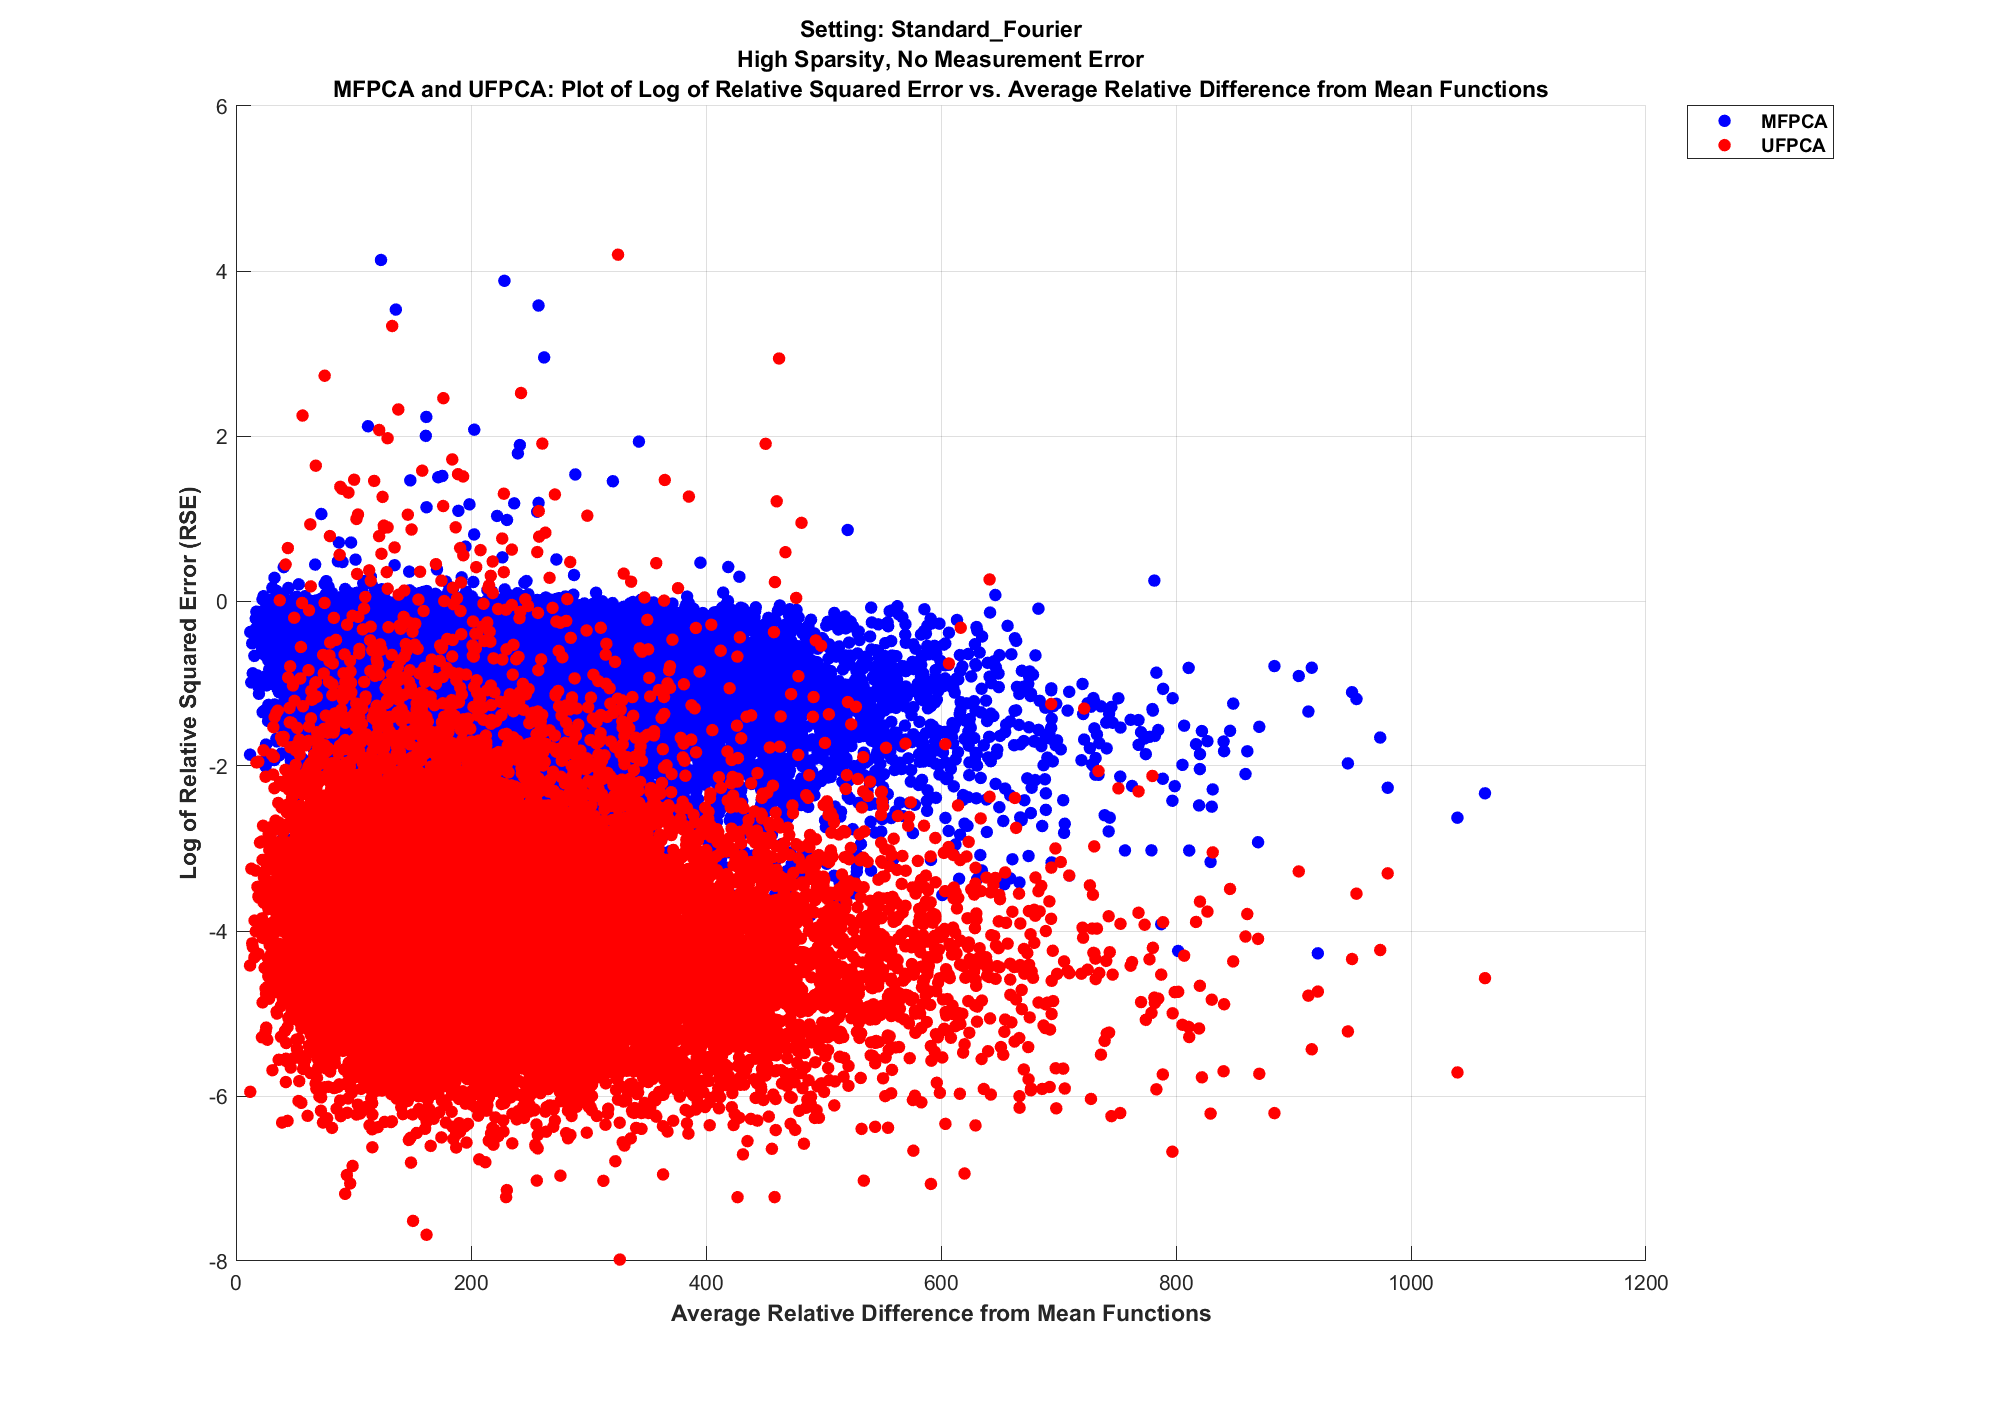 Setting: Standard_Fourier
High Sparsity, No Measurement Error
MFPCA and UFPCA: Plot of Log of Relative Squared Error vs. Average Relative Difference from Mean Functions
MFPCA
UFPCA
Log of Relative Squared Error (RSE)
6
4
2
0
-2
-4
-6
-8
0 200 400 600 800 1000 1200
Average Relative Difference from Mean Functions